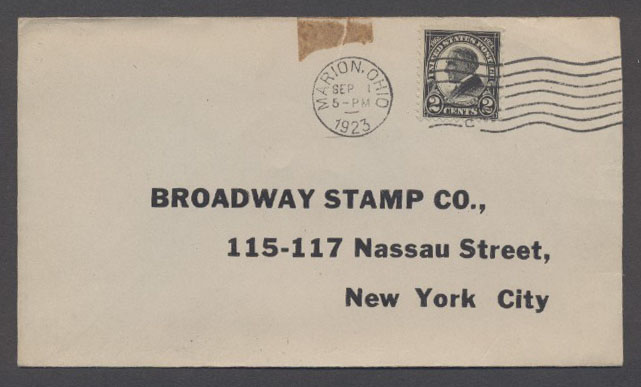 MARION, OHIO
SEP 1
5-PM
1923
UNITED STATES POSTAGE
2 CENTS 2
C
BROADWAY STAMP CO.,
115-117 Nassau Street,
New York City